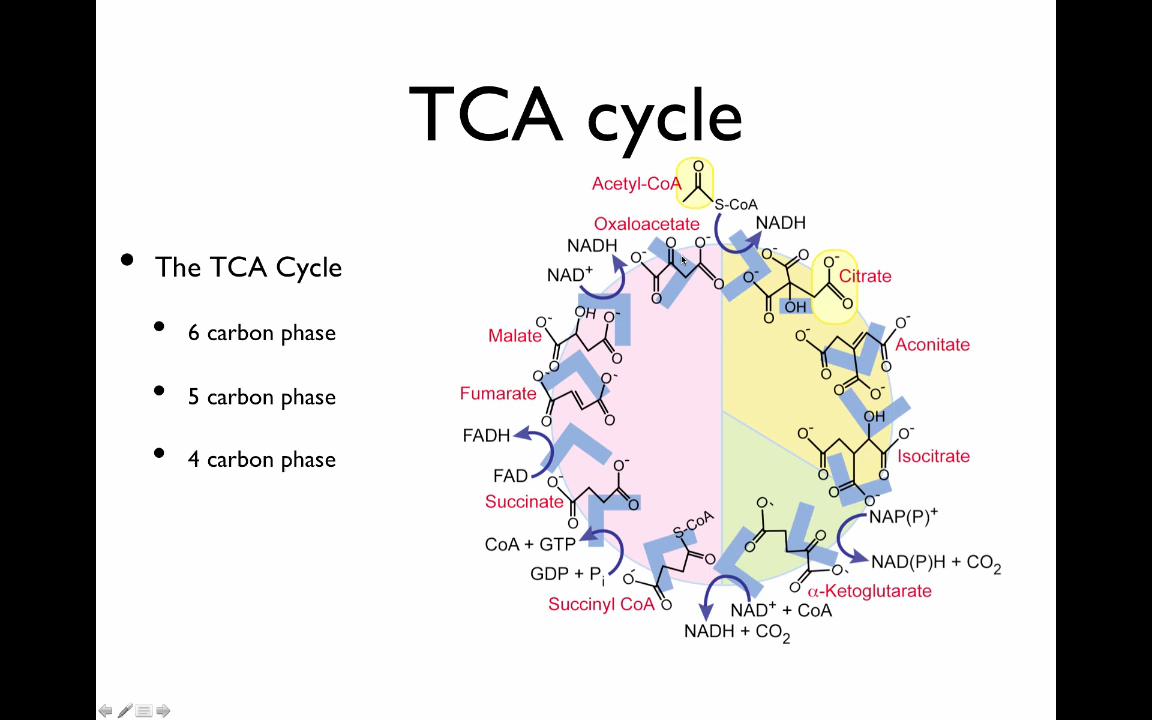 TCA cycle
• The TCA Cycle
• 6 carbon phase
• 5 carbon phase
• 4 carbon phase
Acetyl-CoA
O
S-CoA
NADH
Oxaloacetate
O
O⁻
O⁻
O
O
NADH
NAD⁺
Citrate
O⁻
O
O⁻
O
OH
O⁻
O
Aconitate
O⁻
O
O⁻
O
O
O⁻
Isocitrate
OH
O⁻
O⁻
O
O
O
O⁻
NAP(P)⁺
NAD(P)H + CO₂
α-Ketoglutarate
O-
O
O
O-
O
NAD⁺ + CoA
NADH + CO₂
Succinyl CoA
S-CoA
O
O⁻
O
GDP + Pi
CoA + GTP
Succinate
O⁻
O
O⁻
O
FAD
FADH
Fumarate
O⁻
O⁻
O
O
Malate
OH
O⁻
O⁻
O
O